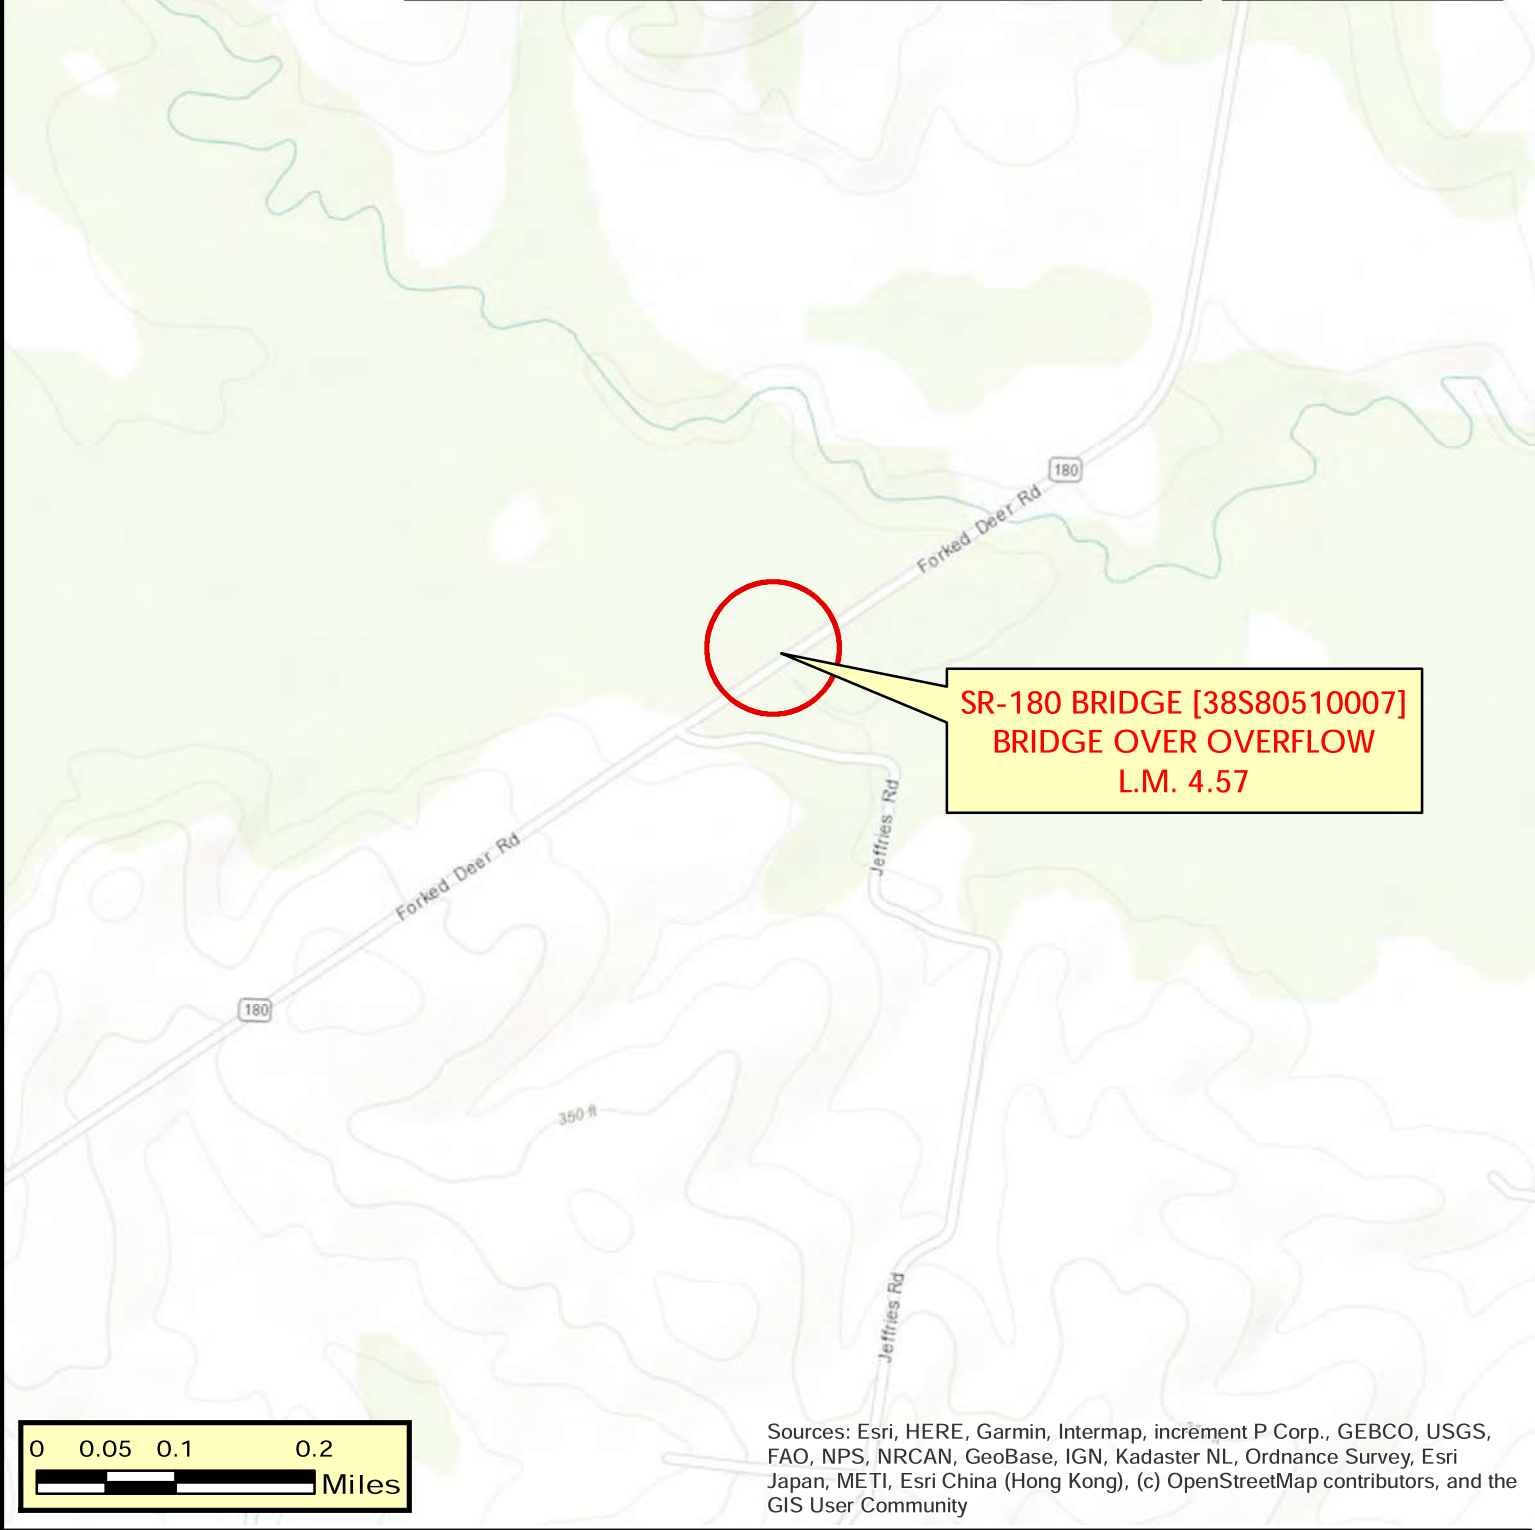 180
Forked Deer Rd
SR-180 BRIDGE [38S80510007]
BRIDGE OVER OVERFLOW
L.M. 4.57
Jeffries Rd
Forked Deer Rd
180
350 ft
Jeffries Rd
0 0.05 0.1 0.2
Miles
Sources: Esri, HERE, Garmin, Intermap, increment P Corp., GEBCO, USGS,
FAO, NPS, NRCAN, GeoBase, IGN, Kadaster NL, Ordnance Survey, Esri
Japan, METI, Esri China (Hong Kong), (c) OpenStreetMap contributors, and the
GIS User Community